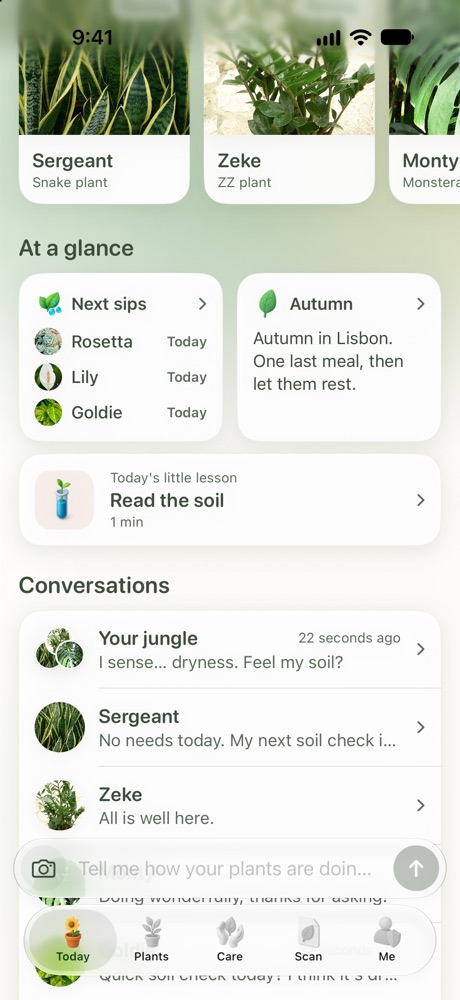 9:41
Sergeant
Snake plant
Zeke
ZZ plant
Monty
Monstera
At a glance
Next sips
Rosetta Today
Lily Today
Goldie Today
Autumn
Autumn in Lisbon.
One last meal, then
let them rest.
Today's little lesson
Read the soil
1 min
Conversations
Your jungle 22 seconds ago
I sense... dryness. Feel my soil?
Sergeant
No needs today. My next soil check i...
Zeke
All is well here.
Tell me how your plants are doin...
Doing wonderfully, thanks for asking!
Today
Plants
Care
Scan
Me
Quick soil check today? I think it's dr...